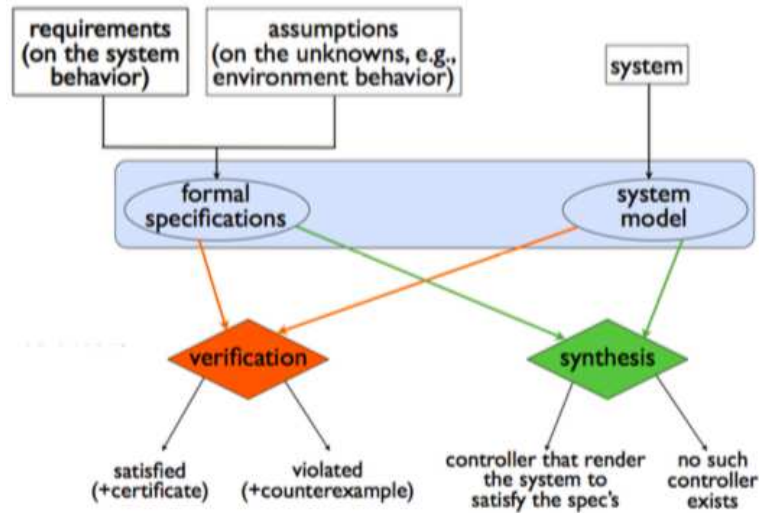 requirements
(on the system
behavior)
assumptions
(on the unknowns, e.g.,
environment behavior)
system
formal
specifications
system
model
verification
synthesis
satisfied
(+certificate)
violated
(+counterexample)
controller that render
the system to
satisfy the spec's
no such
controller
exists